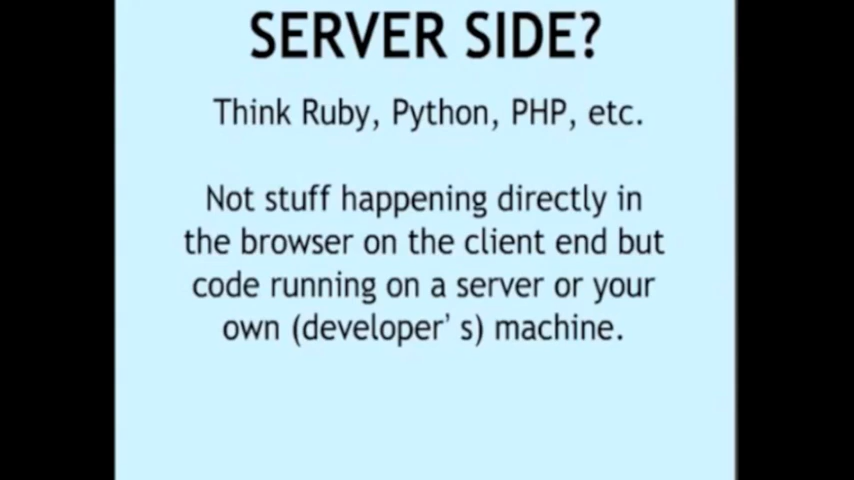 SERVER SIDE?
Think Ruby, Python, PHP, etc.
Not stuff happening directly in
the browser on the client end but
code running on a server or your
own (developer' s) machine.